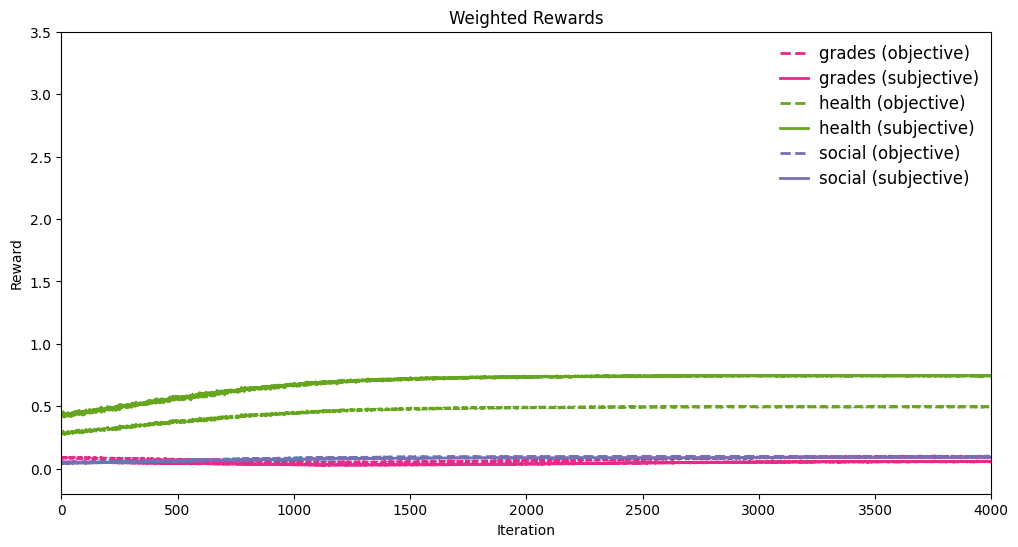 Weighted Rewards
3.5
3.0
2.5
2.0
1.5
1.0
0.5
0.0
Reward
grades (objective)
grades (subjective)
health (objective)
health (subjective)
social (objective)
social (subjective)
0 500 1000 1500 2000 2500 3000 3500 4000
Iteration